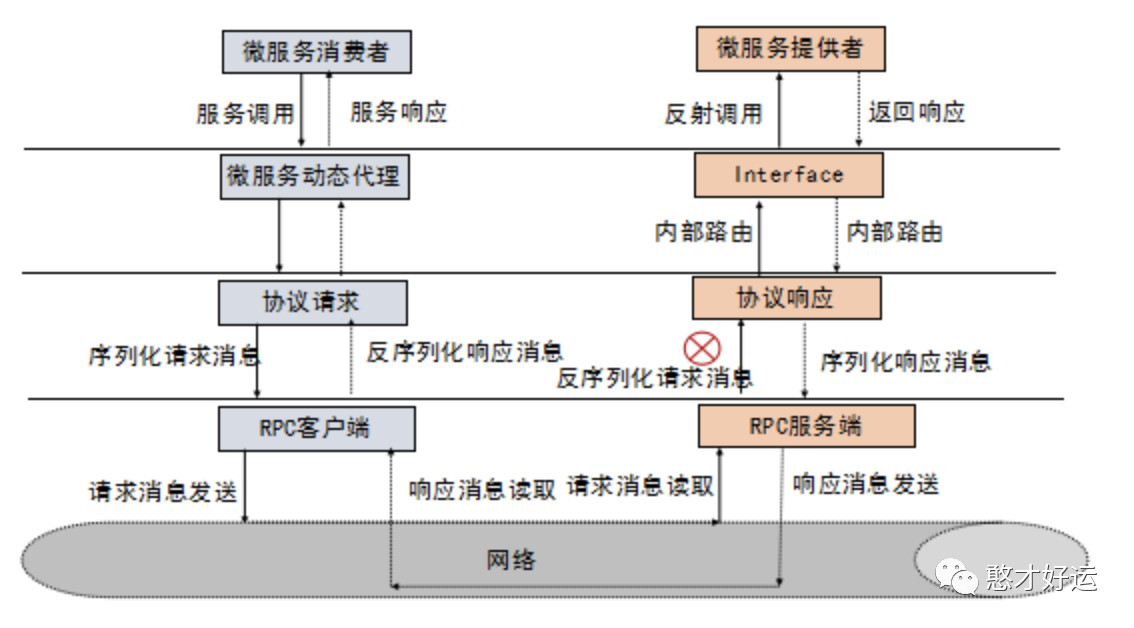 微服务消费者
微服务提供者
服务调用
服务响应
反射调用
返回响应
微服务动态代理
Interface
内部路由
内部路由
协议请求
协议响应
序列化请求消息
反序列化响应消息
反序列化请求消息
序列化响应消息
RPC客户端
RPC服务端
请求消息发送
响应消息读取
请求消息读取
响应消息发送
网络
憨才好运